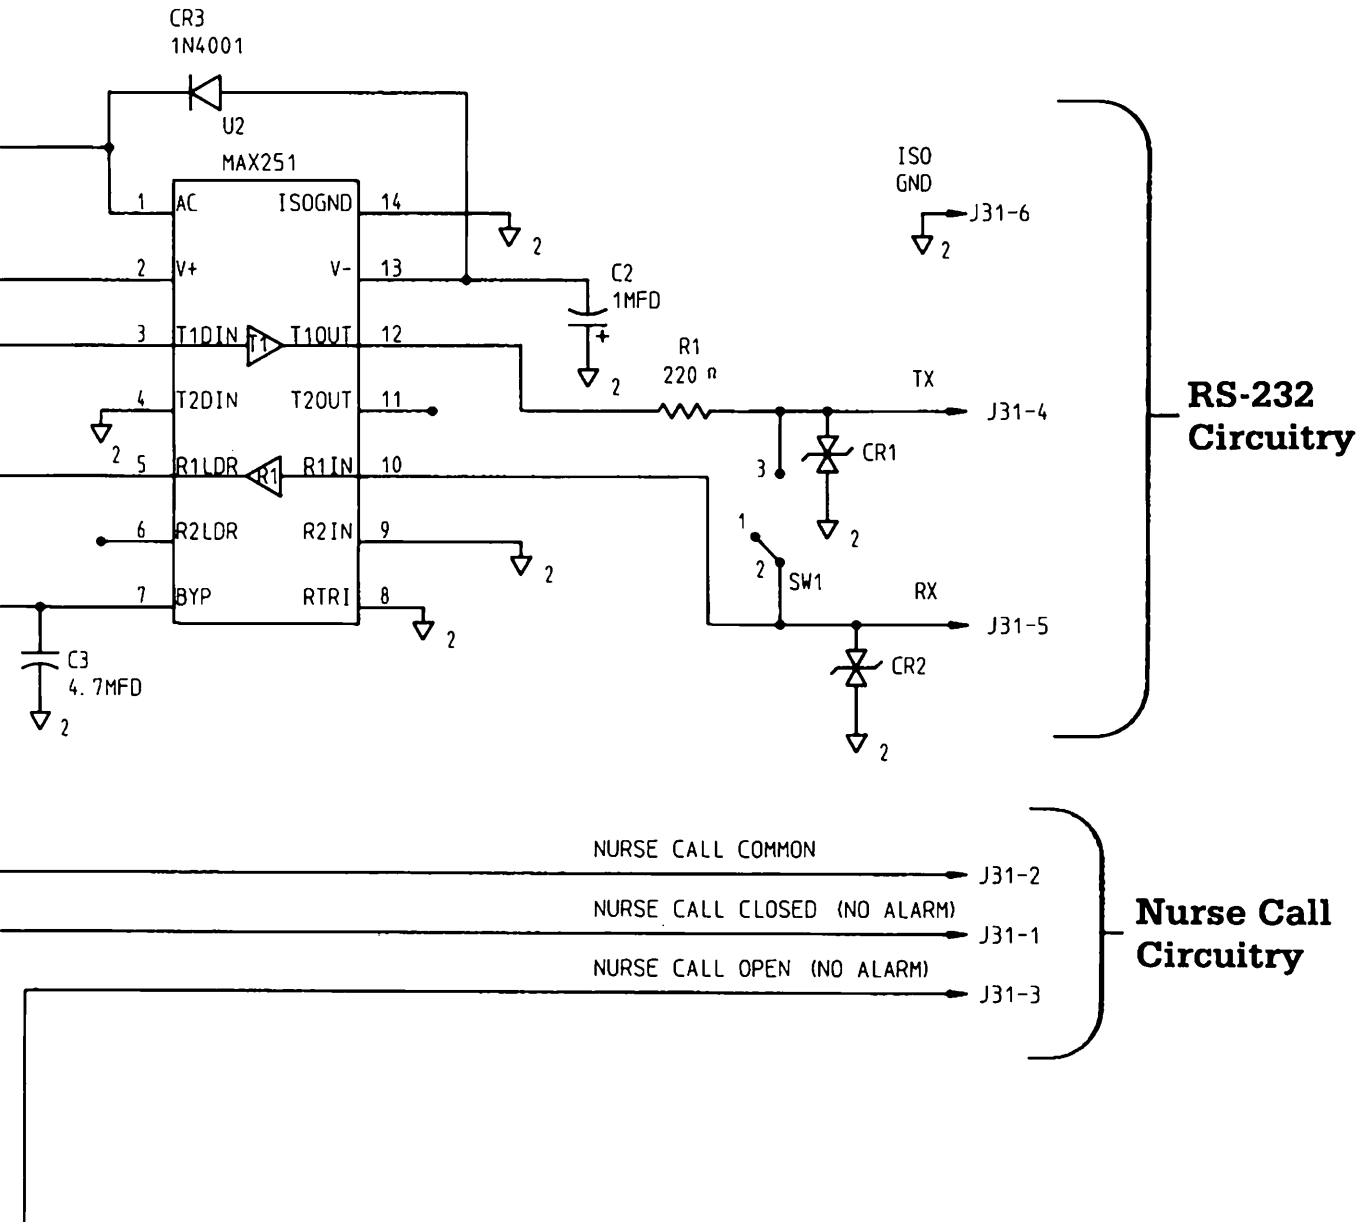 CR3
1N4001
U2
MAX251
1 AC ISOGND 14
2
2 V+ V- 13
C2
1MFD
3 T1DIN T1 T1OUT 12
+
2
R1
220 Ω
4 T2DIN T2OUT 11
2
5 R1LDR R1 R1IN 10
6 R2LDR R2IN 9
2
7 BYP RTRI 8
2
C3
4.7MFD
2
ISO
GND
J31-6
2
TX
J31-4
3
CR1
2
1
2
SW1
RX
J31-5
CR2
2
RS-232
Circuitry
NURSE CALL COMMON
J31-2
NURSE CALL CLOSED (NO ALARM)
J31-1
NURSE CALL OPEN (NO ALARM)
J31-3
Nurse Call
Circuitry